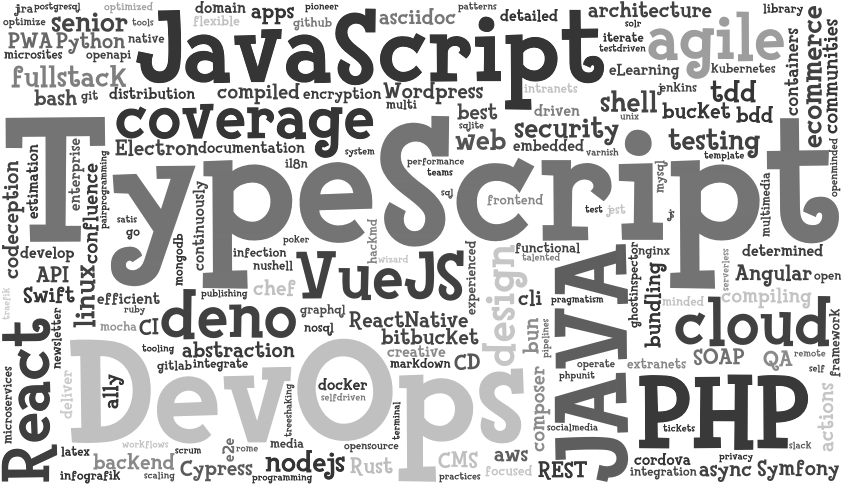 jira
postgresql
optimized
domain
apps
pioneer
patterns
detailed
architecture
library
optimize
senior
tools
flexible
github
asciidoc
solr
PWA
Python
native
JavaScript
iterate
agile
testdriven
microsites
openapi
eLearning
Kubernetes
containers
ecommerce
communities
fullstack
bash
git
distribution
compiled
encryption
Wordpress
intranets
jenkins
shell
tdd
multi
coverage
best
driven
unix
bucket
bdd
sqlite
web
security
testing
Electron
documentation
system
embedded
varnish
template
TypeScript
i18n
performance
teams
mysql
openminded
codeception
estimation
enterprise
pairprogramming
confluence
continuously
sql
frontend
test
jest
multimedia
satis
go
mongodb
poker
hackmd
wizard
develop
infection
nushell
VueJS
experienced
design
functional
talented
JAVA
ghostinspector
nginx
bundling
determined
serverless
API
linux
Angular
open
Swift
efficient
publishing
chef
cli
pragmatism
minded
compiling
traefik
ruby
graphql
newsletter
mocha
CI
deno
nosql
ReactNative
bun
pipelines
cloud
framework
bitbucket
React
tooling
abstraction
creative
SOAP
QA
remote
gitlab
integrate
markdown
CD
operate
extranets
self
microservices
deliver
DevOps
a11y
docker
selfdriven
composer
phpunit
PHP
treeshaking
terminal
actions
socialmedia
tickets
workflows
e2e
rome
media
opensource
slack
latex
backend
scrum
Cypress
nodejs
Rust
CMS
aws
cordova
privacy
infografik
scaling
programming
practices
focused
REST
integration
async
Symfony